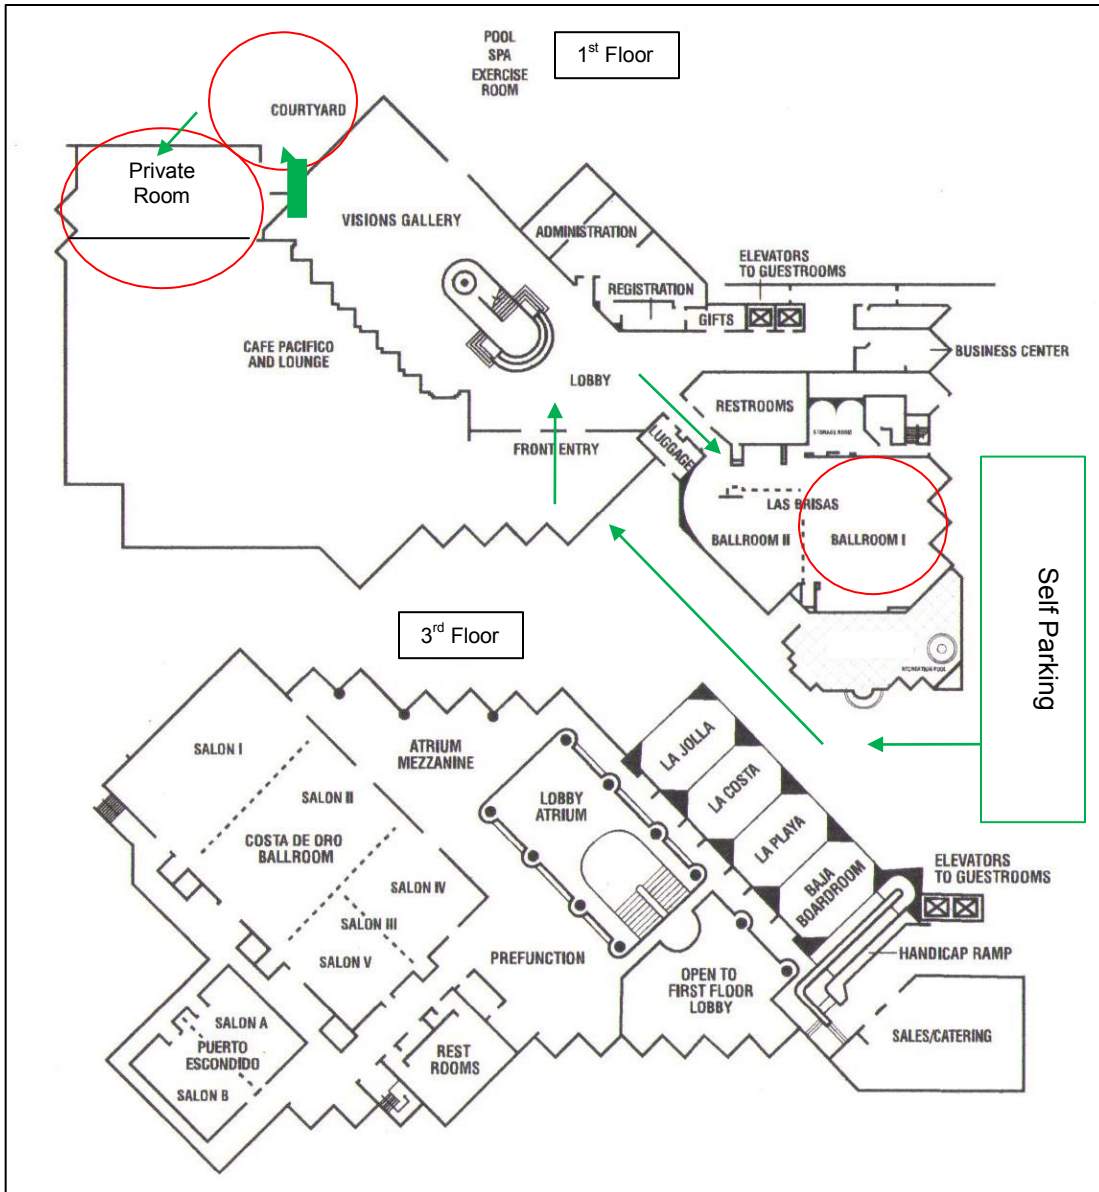 POOL
SPA
EXERCISE
ROOM
1st Floor
COURTYARD
Private
Room
VISIONS GALLERY
ADMINISTRATION
ELEVATORS
TO GUESTROOMS
REGISTRATION
GIFTS
CAFE PACIFICO
AND LOUNGE
BUSINESS CENTER
LOBBY
RESTROOMS
STORAGE ROOM
FRONT ENTRY
LUGGAGE
LAS BRISAS
BALLROOM II
BALLROOM I
Self Parking
RECREATION POOL
3rd Floor
SALON I
ATRIUM
MEZZANINE
LA JOLLA
SALON II
LA COSTA
LOBBY
ATRIUM
COSTA DE ORO
BALLROOM
LA PLAYA
SALON IV
BAJA
BOARDROOM
ELEVATORS
TO GUESTROOMS
SALON III
SALON V
PREFUNCTION
HANDICAP RAMP
OPEN TO
FIRST FLOOR
LOBBY
SALON A
PUERTO
ESCONDIDO
SALON B
REST
ROOMS
SALES/CATERING